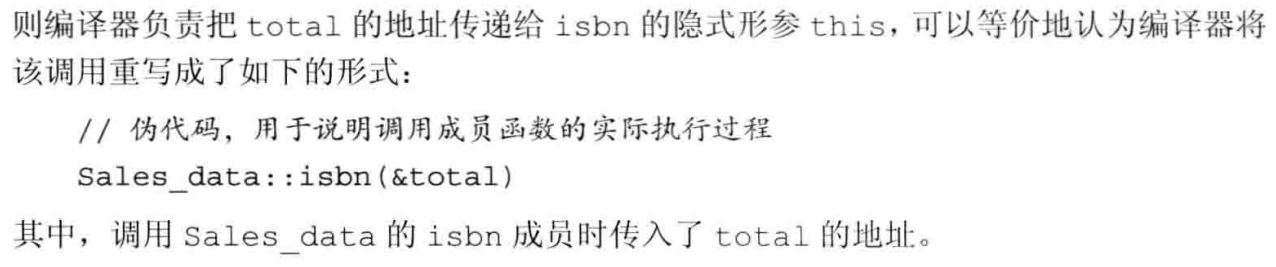 则编译器负责把 total 的地址传递给 isbn 的隐式形参 this，可以等价地认为编译器将
该调用重写成了如下的形式：
// 伪代码，用于说明调用成员函数的实际执行过程
Sales_data::isbn(&total)
其中，调用 Sales_data 的 isbn 成员时传入了 total 的地址。